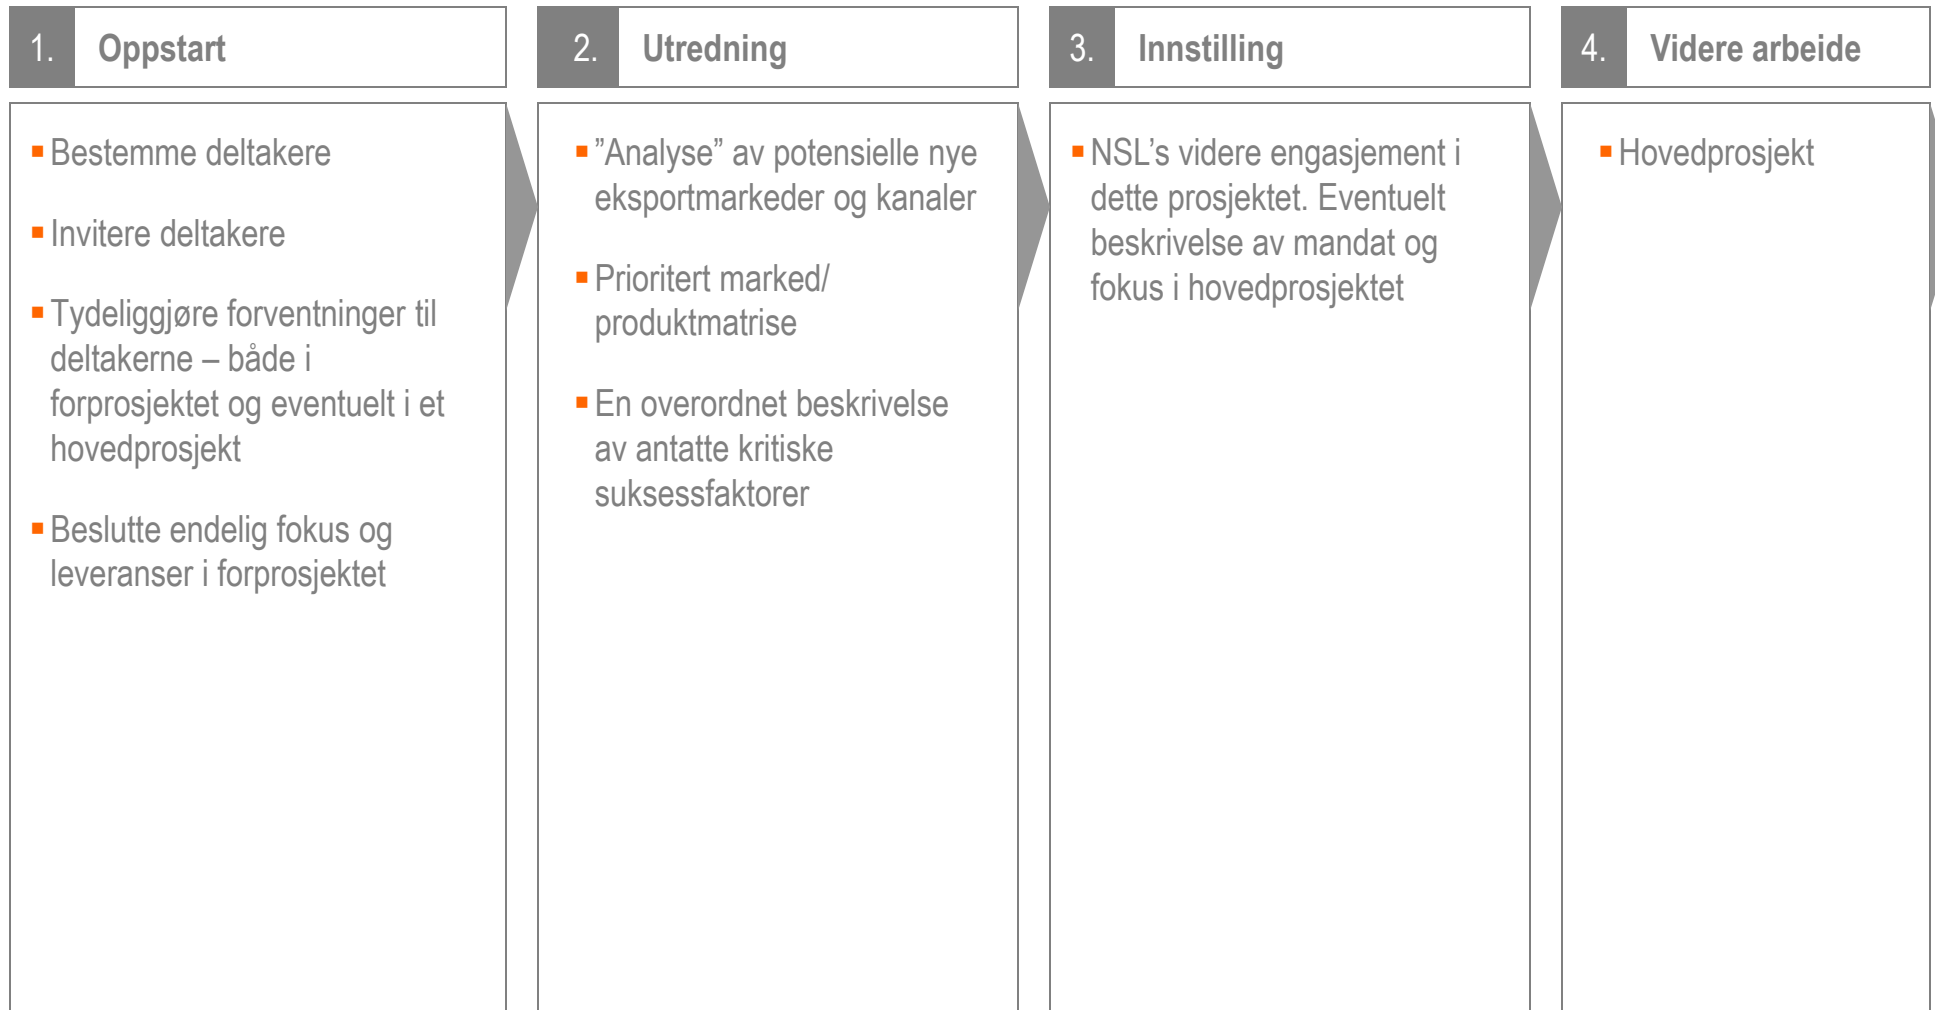 1. Oppstart
▪Bestemme deltakere
▪Invitere deltakere
▪Tydeliggjøre forventninger til
deltakerne – både i
forprosjektet og eventuelt i et
hovedprosjekt
▪Beslutte endelig fokus og
leveranser i forprosjektet
2. Utredning
▪”Analyse” av potensielle nye
eksportmarkeder og kanaler
▪Prioritert marked/
produktmatrise
▪En overordnet beskrivelse
av antatte kritiske
suksessfaktorer
3. Innstilling
▪NSL’s videre engasjement i
dette prosjektet. Eventuelt
beskrivelse av mandat og
fokus i hovedprosjektet
4. Videre arbeide
▪Hovedprosjekt